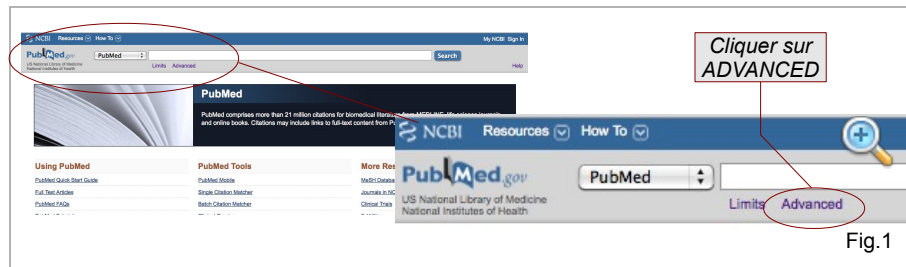 NCBI Resources How To My NCBI Sign In
PubMed.gov PubMed Search
US National Library of Medicine
National Institutes of Health
Limits Advanced Help
PubMed
PubMed comprises more than 21 million citations for biomedical literature from MEDLINE, life science journals,
and online books. Citations may include links to full-text content from
Using PubMed PubMed Tools More
PubMed Quick Start Guide PubMed Mobile MeSH
Full Text Articles Single Citation Matcher Journals in
PubMed FAQs Batch Citation Matcher Clinical
Cliquer sur
ADVANCED
NCBI Resources How To
PubMed.gov PubMed
US National Library of Medicine
National Institutes of Health
Limits Advanced
Fig.1